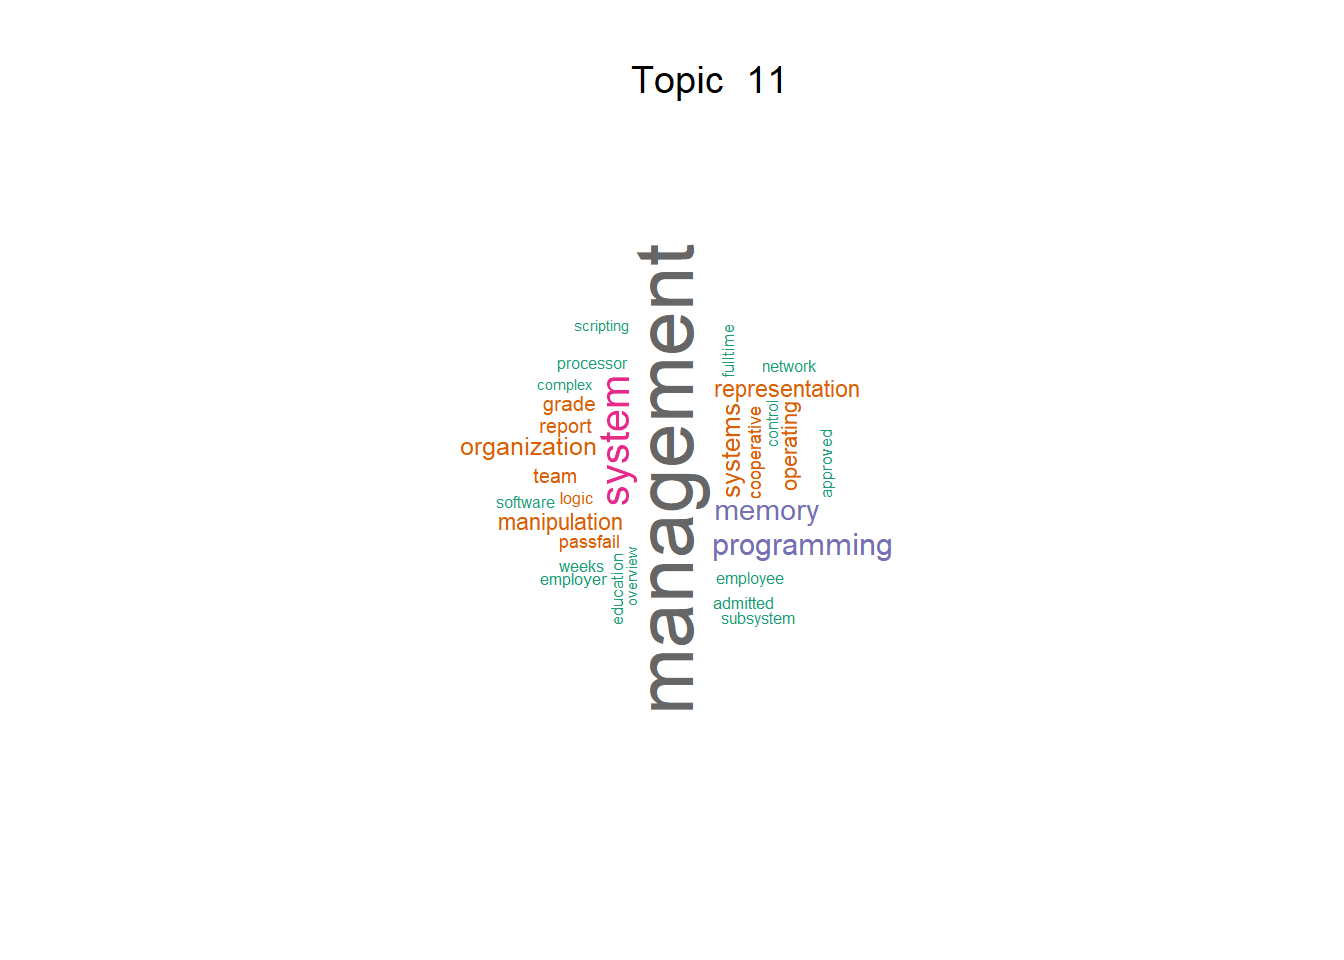 Topic 11
scripting
processor
complex
grade
report
organization
team
software
logic
manipulation
passfail
weeks
employer
education
overview
system
management
fulltime
network
representation
systems
cooperative
control
operating
approved
memory
programming
employee
admitted
subsystem